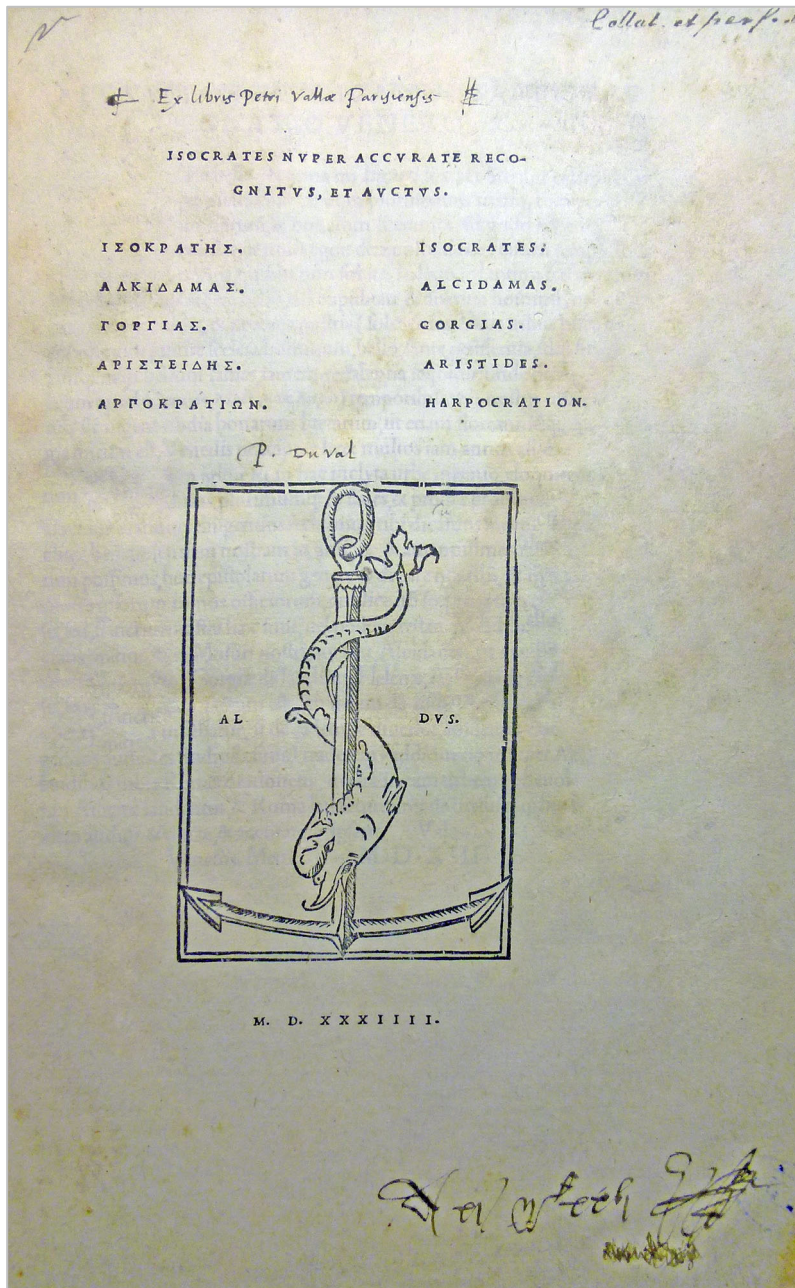 Collat. et perf.
Ex libris Petri Vallæ Parisiensis
ISOCRATES NVPER ACCVRATE RECO-
GNITVS, ET AVCTVS.
ΙΣΟΚΡΑΤΗΣ. ISOCRATES.
ΑΛΚΙΔΑΜΑΣ. ALCIDAMAS.
ΓΟΡΓΙΑΣ. GORGIAS.
ΑΡΙΣΤΕΙΔΗΣ. ARISTIDES.
ΑΡΠΟΚΡΑΤΙΩΝ. HARPOCRATION.
P. Duval
AL DVS.
M. D. XXXIIII.